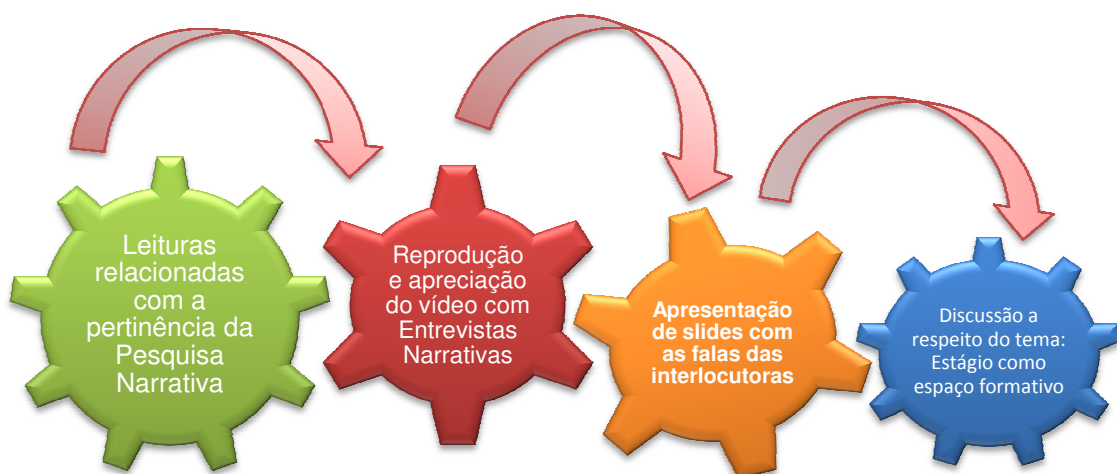 Leituras
relacionadas
com a
pertinência da
Pesquisa
Narrativa
Reprodução
e apreciação
do vídeo com
Entrevistas
Narrativas
Apresentação
de slides com
as falas das
interlocutoras
Discussão a
respeito do tema:
Estágio como
espaço formativo